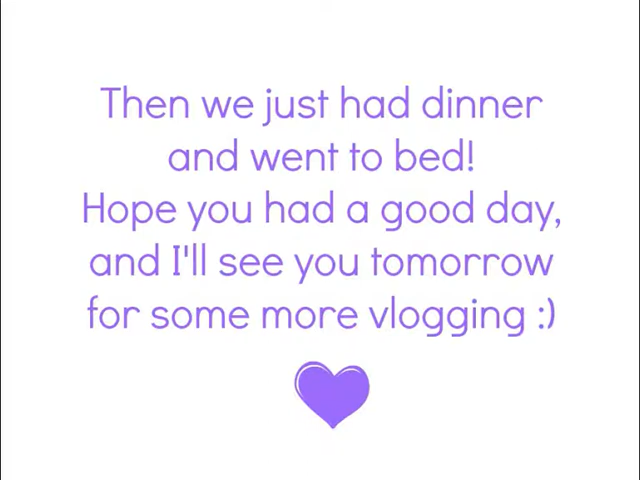 Then we just had dinner
and went to bed!
Hope you had a good day,
and I'll see you tomorrow
for some more vlogging :)